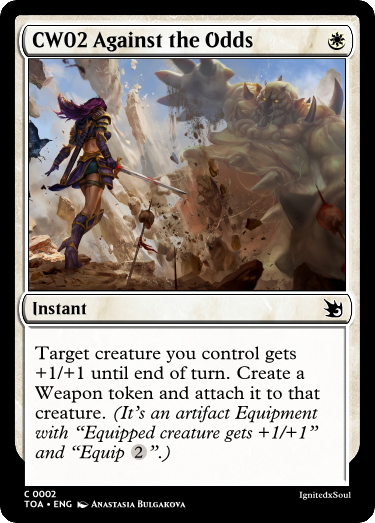 CW02 Against the Odds
Instant
Target creature you control gets
+1/+1 until end of turn. Create a
Weapon token and attach it to that
creature. (It's an artifact Equipment
with “Equipped creature gets +1/+1”
and “Equip 2”.)
C 0002
TOA • ENG Anastasia Bulgakova
IgnitedxSoul